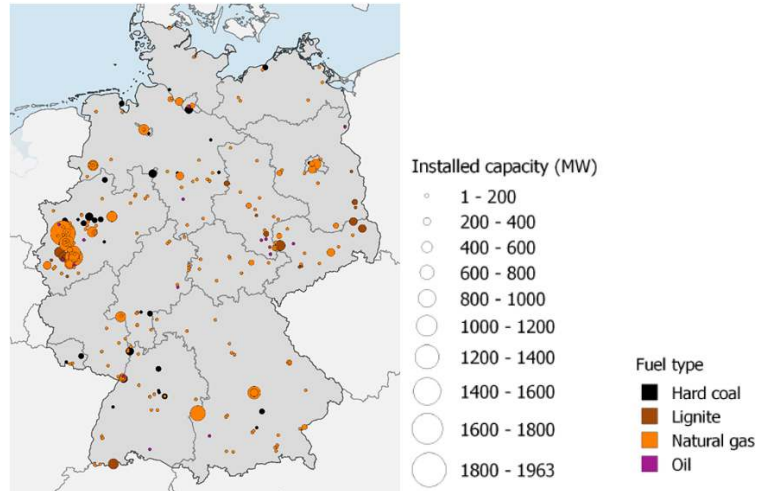 Installed capacity (MW)
1 - 200
200 - 400
400 - 600
600 - 800
800 - 1000
1000 - 1200
1200 - 1400
1400 - 1600
1600 - 1800
1800 - 1963
Fuel type
Hard coal
Lignite
Natural gas
Oil